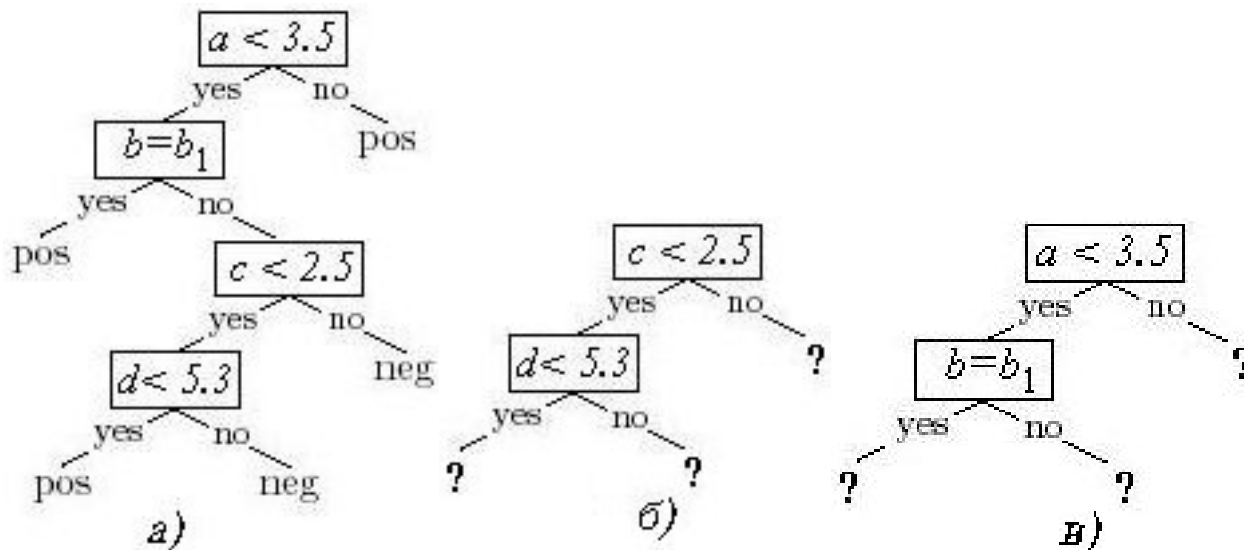 a < 3.5
yes no
b=b1 pos
yes no
pos
c < 2.5
yes no
d< 5.3 neg
yes no
pos neg
а)
c < 2.5
yes no
d< 5.3 ?
yes no
? ?
б)
a < 3.5
yes no
b=b1 ?
yes no
? ?
в)